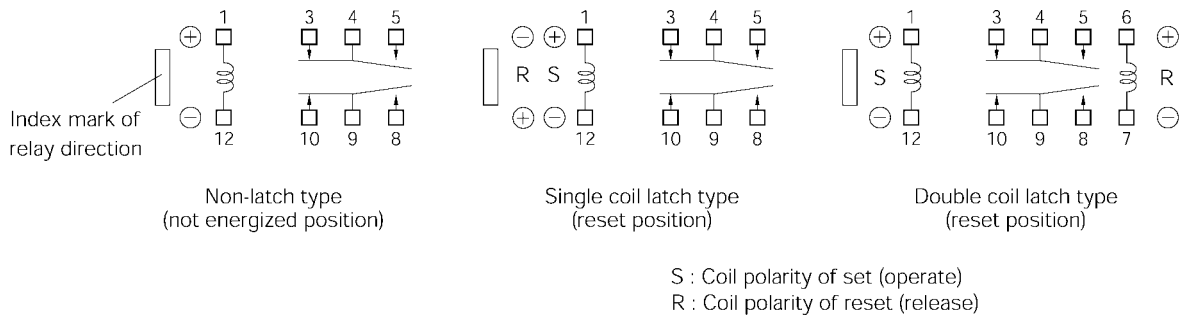 1 3 4 5 1 3 4 5 1 3 4 5 6
+ − + + +
R S S R
− + − − −
12 10 9 8 12 10 9 8 12 10 9 8 7
Index mark of
relay direction
Non-latch type
(not energized position)
Single coil latch type
(reset position)
Double coil latch type
(reset position)
S : Coil polarity of set (operate)
R : Coil polarity of reset (release)